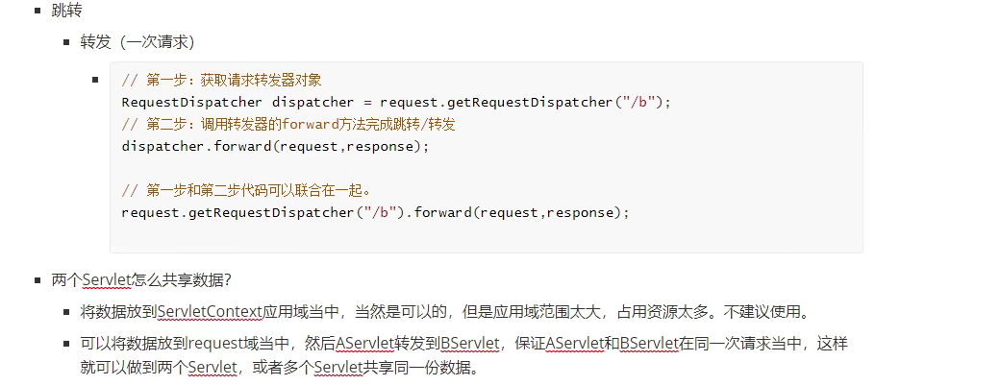 跳转
转发（一次请求）
// 第一步：获取请求转发器对象
RequestDispatcher dispatcher = request.getRequestDispatcher("/b");
// 第二步：调用转发器的forward方法完成跳转/转发
dispatcher.forward(request,response);
// 第一步和第二步代码可以联合在一起。
request.getRequestDispatcher("/b").forward(request,response);
两个Servlet怎么共享数据？
将数据放到ServletContext应用域当中，当然是可以的，但是应用域范围太大，占用资源太多。不建议使用。
可以将数据放到request域当中，然后AServlet转发到BServlet，保证AServlet和BServlet在同一次请求当中，这样
就可以做到两个Servlet，或者多个Servlet共享同一份数据。